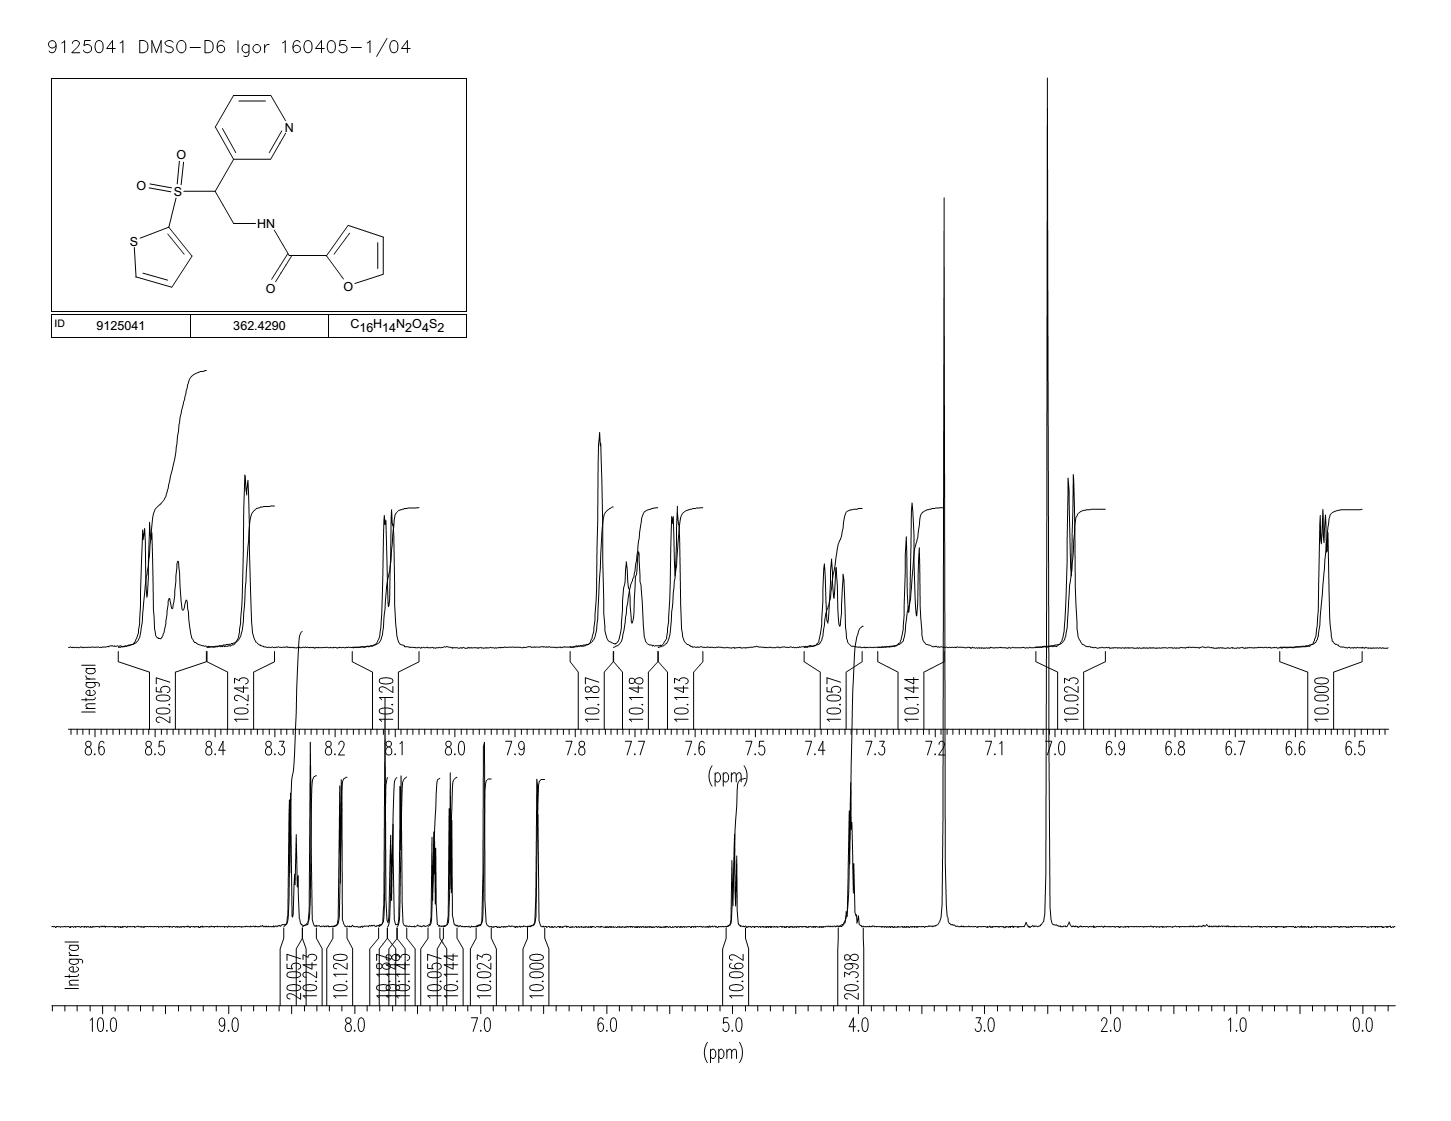 9125041 DMSO-D6 Igor 160405-1/04
N
O
O
S
HN
S
O
O
ID 9125041 362.4290 C16H14N2O4S2
Integral
20.057 10.243 10.120 10.187 10.148 10.143 10.057 10.144 10.023 10.000
8.6 8.5 8.4 8.3 8.2 8.1 8.0 7.9 7.8 7.7 7.6 7.5 7.4 7.3 7.2 7.1 7.0 6.9 6.8 6.7 6.6 6.5
(ppm)
Integral
20.057 10.243 10.120 10.187 10.143 10.057 10.144 10.023 10.000 10.062 20.398
10.0 9.0 8.0 7.0 6.0 5.0 4.0 3.0 2.0 1.0 0.0
(ppm)